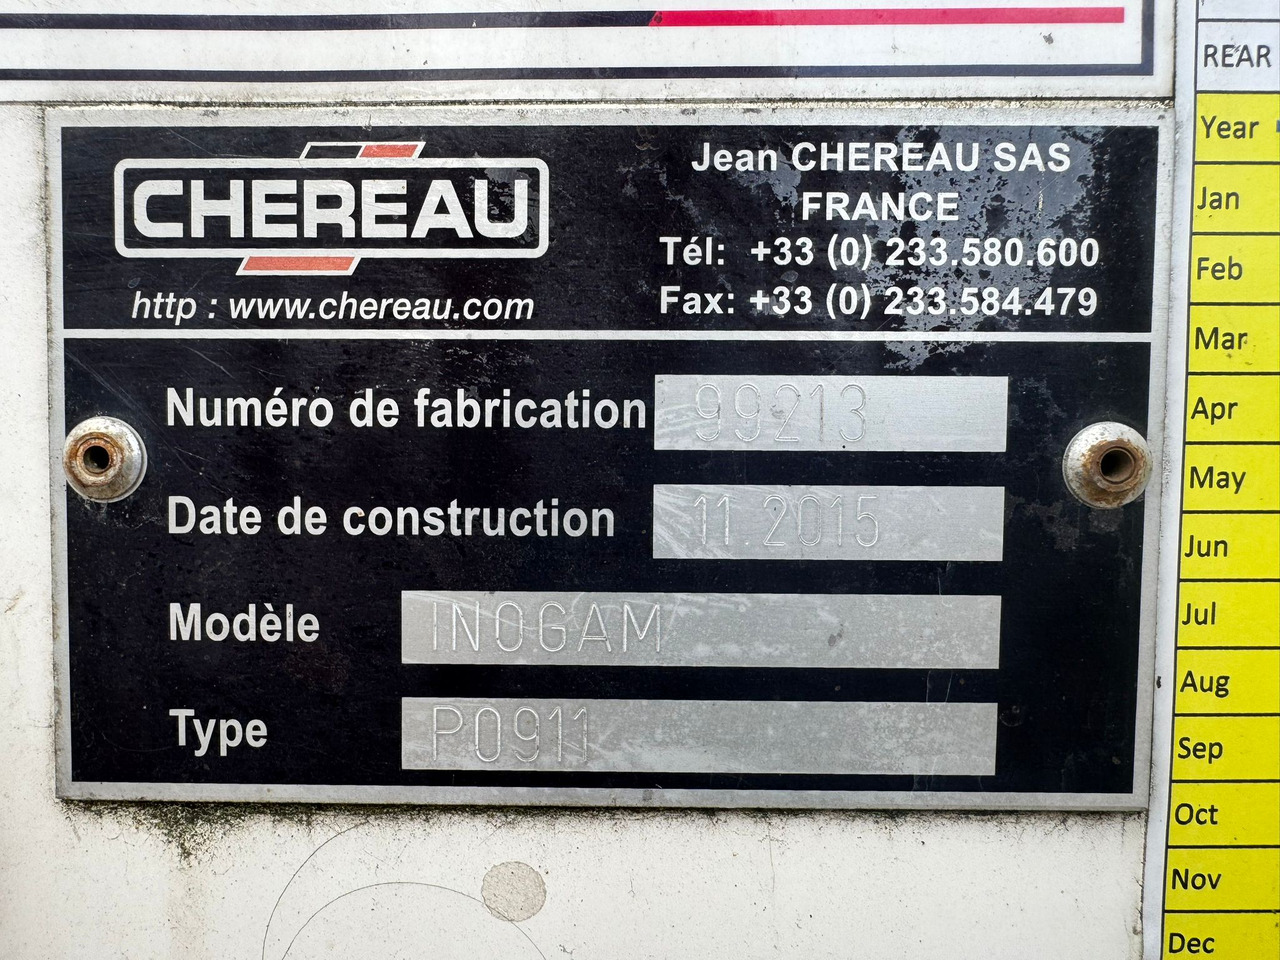 CHEREAU
http : www.chereau.com
Jean CHEREAU SAS
FRANCE
Tél: +33 (0) 233.580.600
Fax: +33 (0) 233.584.479
Numéro de fabrication 99213
Date de construction 11.2015
Modèle INOGAM
Type P0911
REAR
Year
Jan
Feb
Mar
Apr
May
Jun
Jul
Aug
Sep
Oct
Nov
Dec